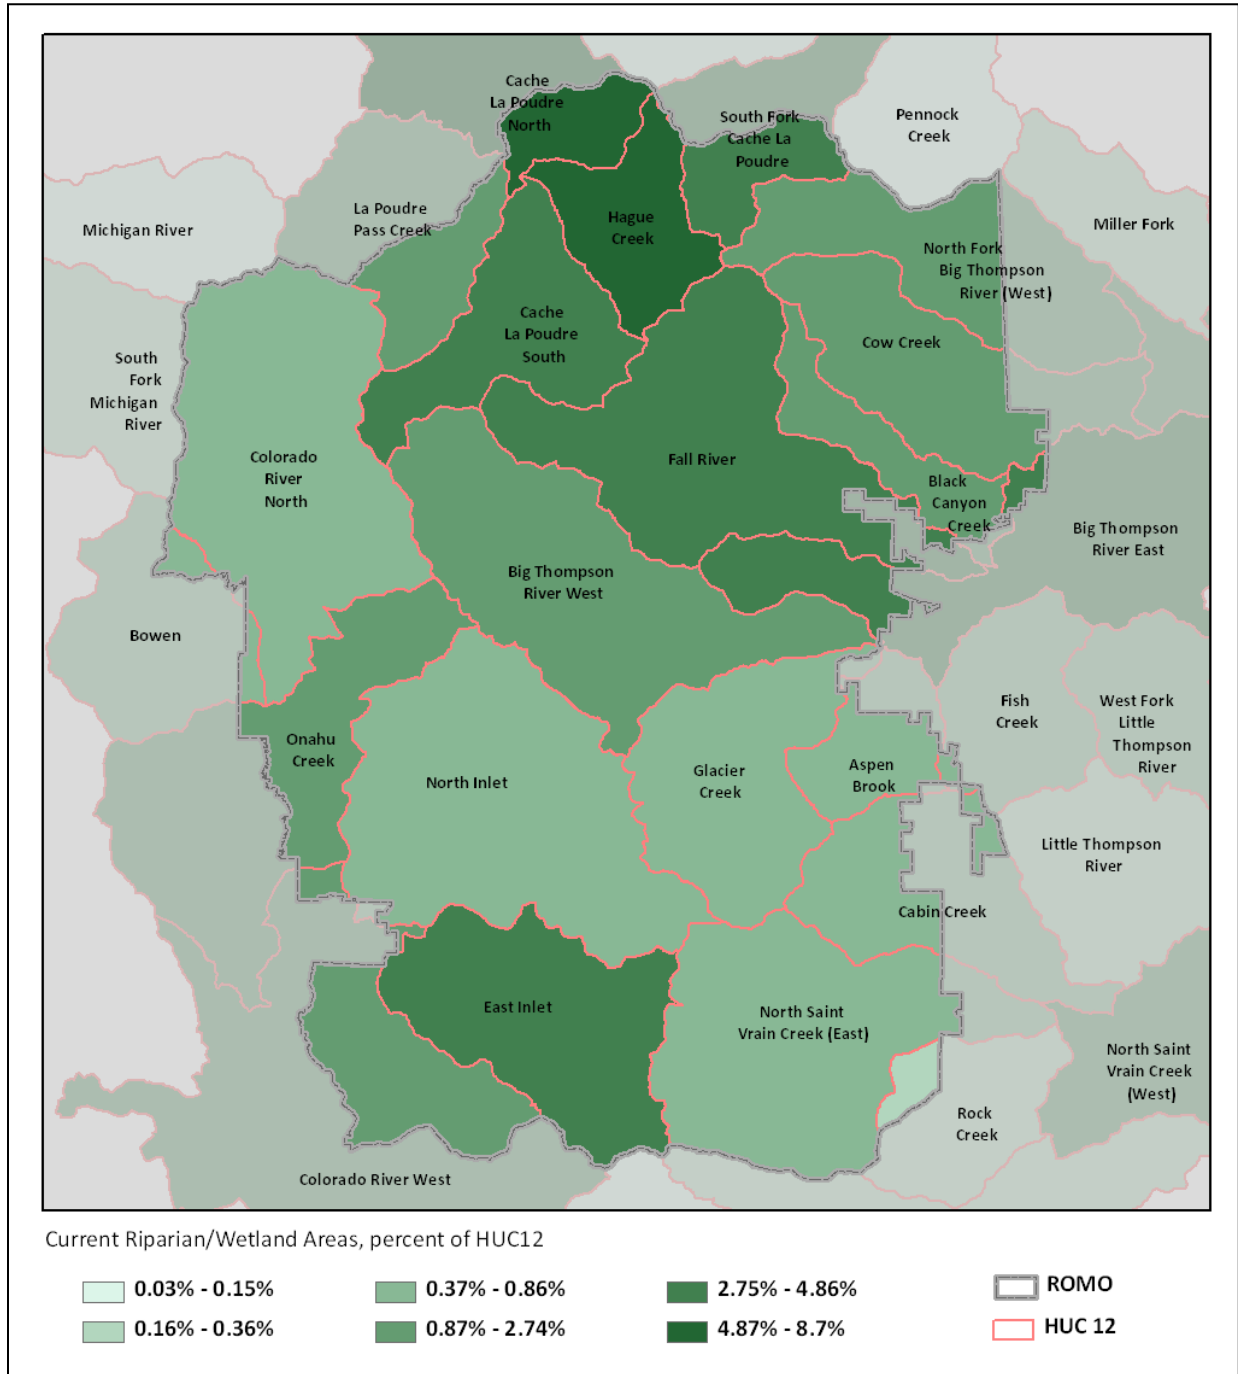 Cache
La Poudre
North
South Fork
Cache La
Poudre
Pennock
Creek
Michigan River
La Poudre
Pass Creek
Hague
Creek
Miller Fork
North Fork
Big Thompson
River (West)
Cache
La Poudre
South
Cow Creek
South
Fork
Michigan
River
Colorado
River
North
Fall River
Black
Canyon
Creek
Big Thompson
River East
Big Thompson
River West
Bowen
Fish
Creek
West Fork
Little
Thompson
River
Onahu
Creek
North Inlet
Glacier
Creek
Aspen
Brook
Little Thompson
River
Cabin Creek
East Inlet
North Saint
Vrain Creek (East)
North Saint
Vrain Creek
(West)
Rock
Creek
Colorado River West
Current Riparian/Wetland Areas, percent of HUC12
0.03% - 0.15%
0.16% - 0.36%
0.37% - 0.86%
0.87% - 2.74%
2.75% - 4.86%
4.87% - 8.7%
ROMO
HUC 12